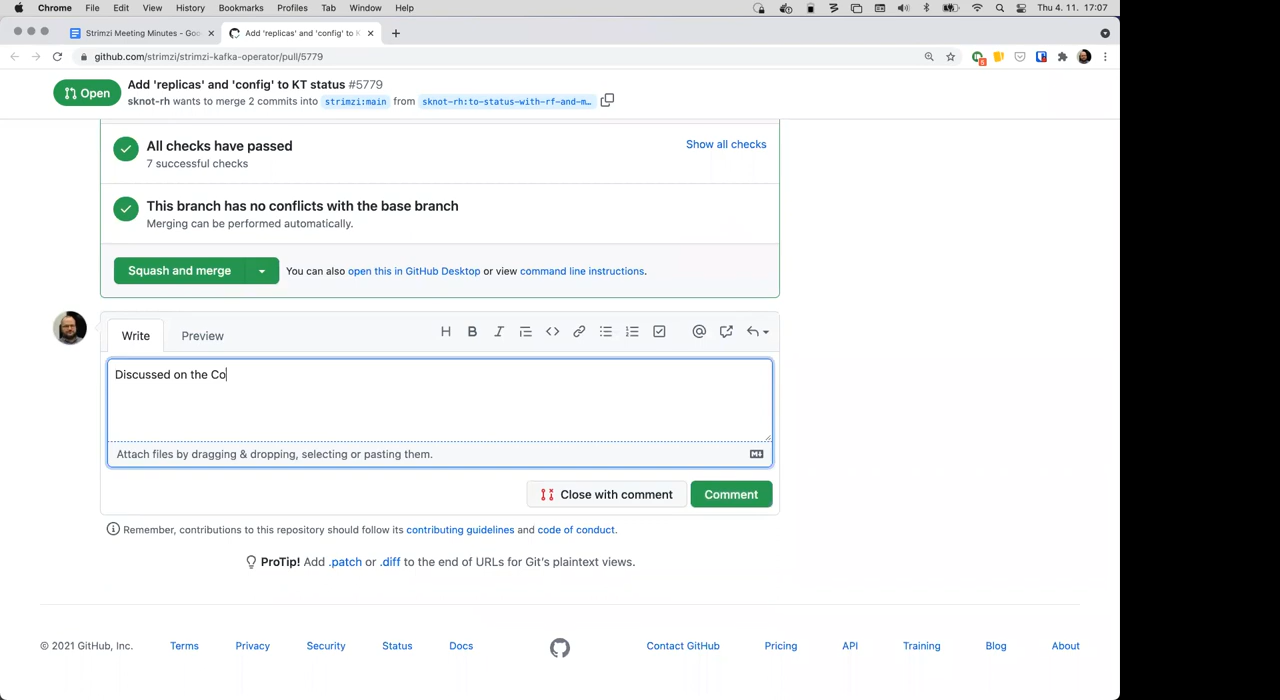 Chrome File Edit View History Bookmarks Profiles Tab Window Help Thu 4. 11. 17:07
Strimzi Meeting Minutes - Goo
Add 'replicas' and 'config' to K
github.com/strimzi/strimzi-kafka-operator/pull/5779
Open
Add 'replicas' and 'config' to KT status #5779
sknot-rh wants to merge 2 commits into strimzi:main from sknot-rh:to-status-with-rf-and-m…
All checks have passed
Show all checks
7 successful checks
This branch has no conflicts with the base branch
Merging can be performed automatically.
Squash and merge
You can also open this in GitHub Desktop or view command line instructions.
Write Preview
Discussed on the Co
Attach files by dragging & dropping, selecting or pasting them.
Close with comment Comment
Remember, contributions to this repository should follow its contributing guidelines and code of conduct.
ProTip! Add .patch or .diff to the end of URLs for Git's plaintext views.
© 2021 GitHub, Inc. Terms Privacy Security Status Docs Contact GitHub Pricing API Training Blog About